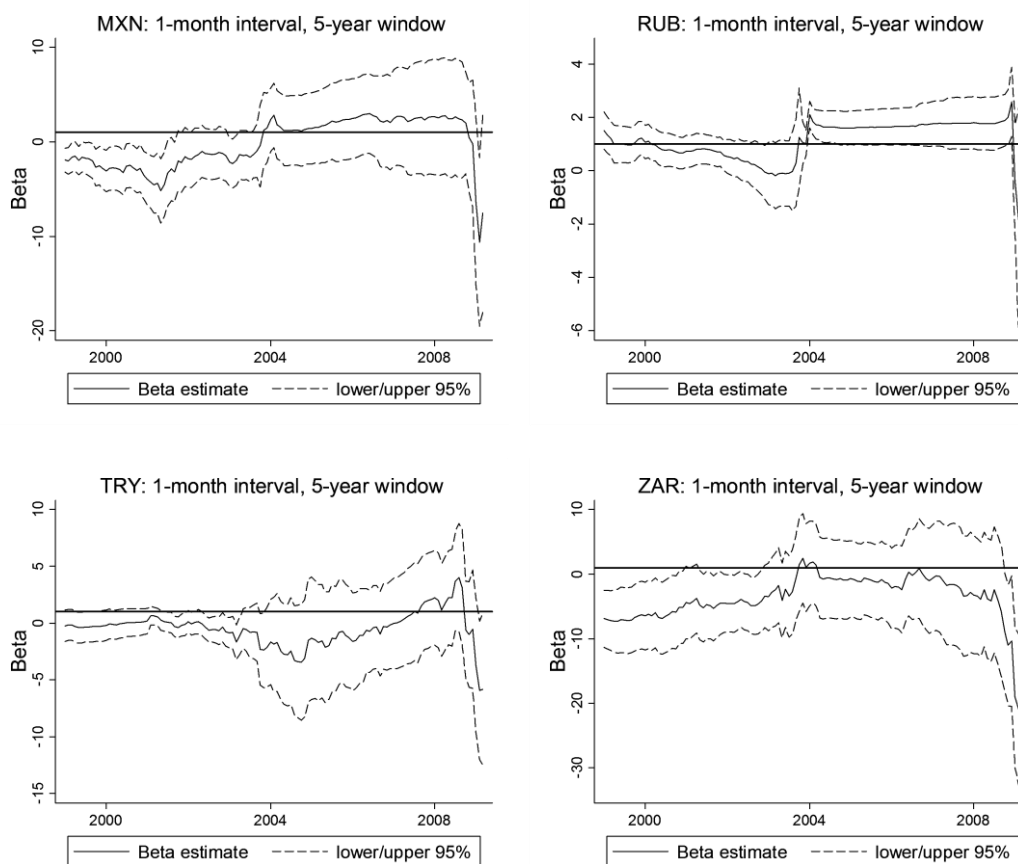 MXN: 1-month interval, 5-year window
Beta
10
0
-10
-20
2000 2004 2008
Beta estimate lower/upper 95%
RUB: 1-month interval, 5-year window
Beta
4
2
0
2
-4
-6
2000 2004 2008
Beta estimate lower/upper 95%
TRY: 1-month interval, 5-year window
Beta
10
5
0
-5
-10
-15
2000 2004 2008
Beta estimate lower/upper 95%
ZAR: 1-month interval, 5-year window
Beta
10
0
-10
-20
-30
2000 2004 2008
Beta estimate lower/upper 95%